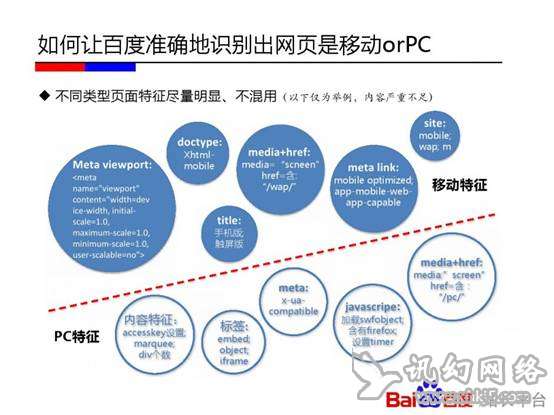 如何让百度准确地识别出网页是移动orPC
◆ 不同类型页面特征尽量明显、不混用（以下仅为举例，内容严重不足）
Meta viewport:
<meta
name="viewport"
content="width=dev
ice-width, initial-
scale=1.0,
maximum-scale=1.0,
minimum-scale=1.0,
user-scalable=no">
doctype:
Xhtml-
mobile
title:
手机版;
触屏版
media+href:
media= “scneen”
href=含:
“/wap/”
meta link:
mobile optimized;
app-mobile-web-
app-capable
site:
mobile;
wap; m
移动特征
PC特征
内容特征:
accesskey设置;
marquee;
div个数
标签:
embed;
object;
iframe
meta:
x-ua-
compatible
javascripe:
加载swfobject;
含有firefox;
设置timer
media+href:
media:”screen”
href=含：
“/pc/”
讯幻网络
Bai 百度
平台